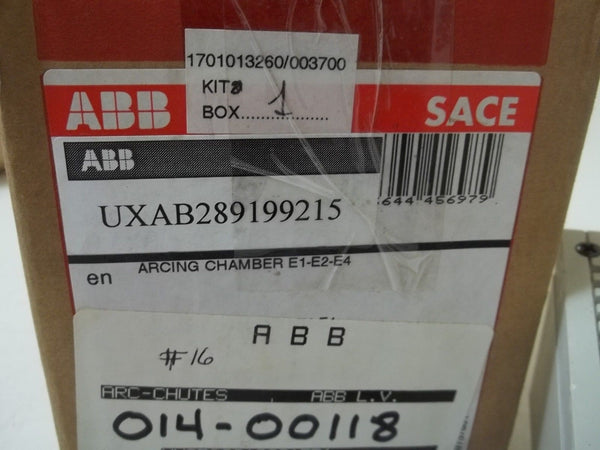 1701013260/003700
KIT
BOX.................... 1
ABB SACE
ABB
644 456979
UXAB289199215
en ARCING CHAMBER E1-E2-E4
ABB
#16
ARC-CHUTES . ABB L.V.
014-00118